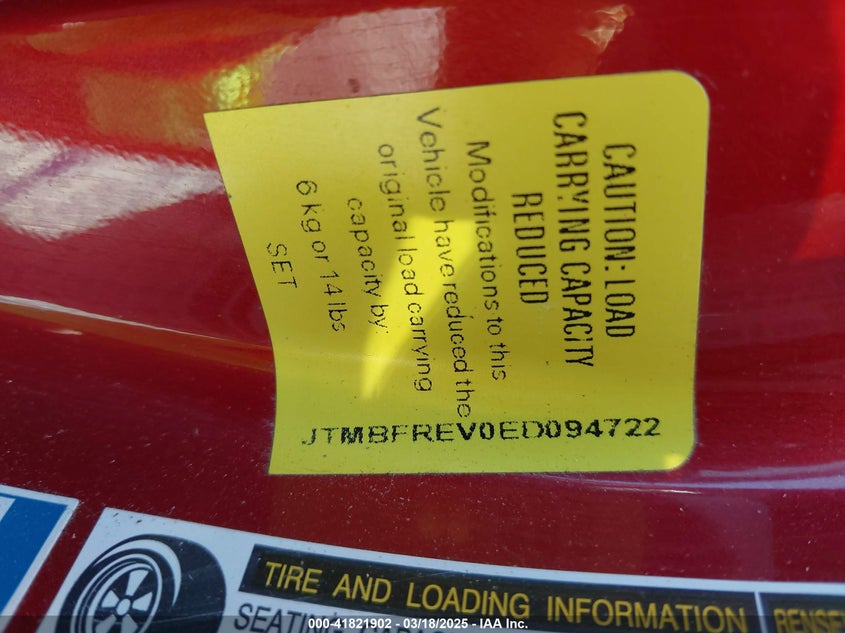 CAUTION: LOAD
CARRYING CAPACITY
REDUCED
Modifications to this
Vehicle have reduced the
original load carrying
capacity by:
6 kg or 14 lbs
SET
JTMBFREV0ED094722
TIRE AND LOADING INFORMATION
SEATING
000-41821902 - 03/18/2025 - IAA Inc.